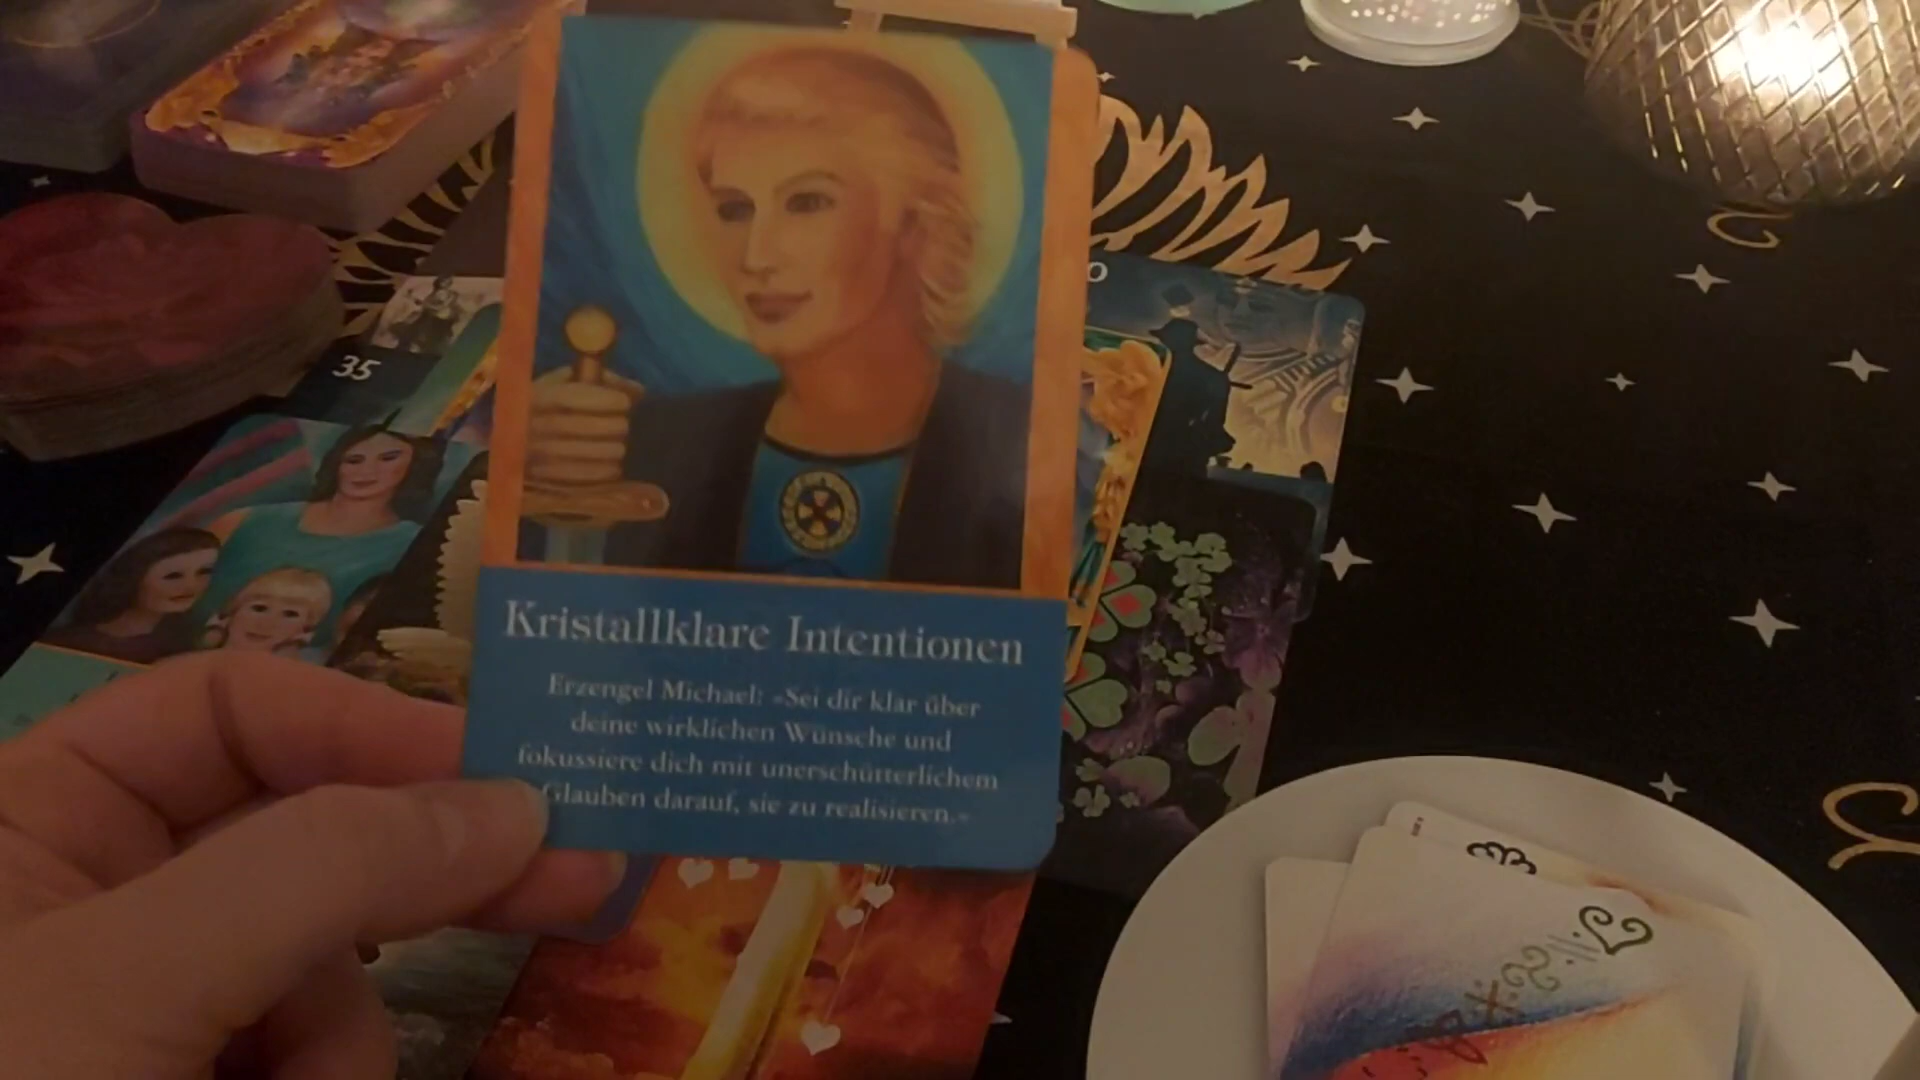 35
Kristallklare Intentionen
Erzengel Michael: »Sei dir klar über
deine wirklichen Wünsche und
fokussiere dich mit unerschütterlichem
Glauben darauf, sie zu realisieren.«